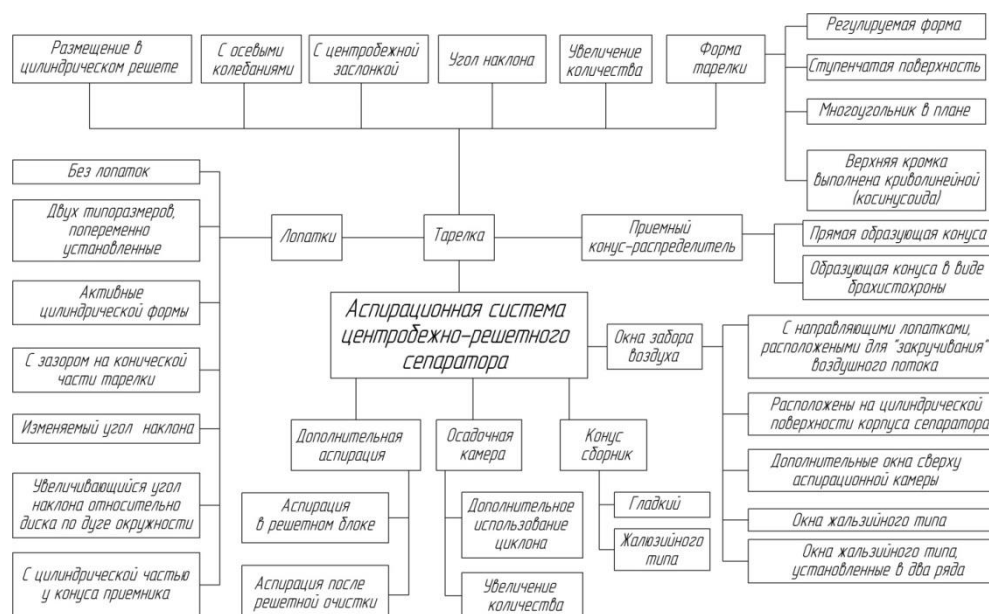 Размещение в
цилиндрическом решете
С осевыми
колебаниями
С центробежной
заслонкой
Угол наклона
Увеличение
количества
Форма
тарелки
Регулируемая форма
Ступенчатая поверхность
Многоугольник в плане
Верхняя кромка
выполнена криволинейной
(косинусоида)
Без лопаток
Двух типоразмеров,
попеременно
установленные
Активные
цилиндрической формы
С зазором на конической
части тарелки
Изменяемый угол наклона
Увеличивающийся угол
наклона относительно
диска по дуге окружности
С цилиндрической частью
у конуса приемника
Лопатки
Тарелка
Приемный
конус-распределитель
Прямая образующая конуса
Образующая конуса в виде
брахистохроны
Аспирационная система
центробежно-решетного
сепаратора
Окна забора
воздуха
С направляющими лопатками,
расположеными для "закручивания"
воздушного потока
Расположены на цилиндрической
поверхности корпуса сепаратора
Дополнительные окна сверху
аспирационной камеры
Окна жальзийного типа
Окна жальзийного типа,
установленные в два ряда
Дополнительная
аспирация
Аспирация
в решетном блоке
Аспирация после
решетной очистки
Осадочная
камера
Дополнительное
использование
циклона
Увеличение
количества
Конус
сборник
Гладкий
Жалюзийного
типа